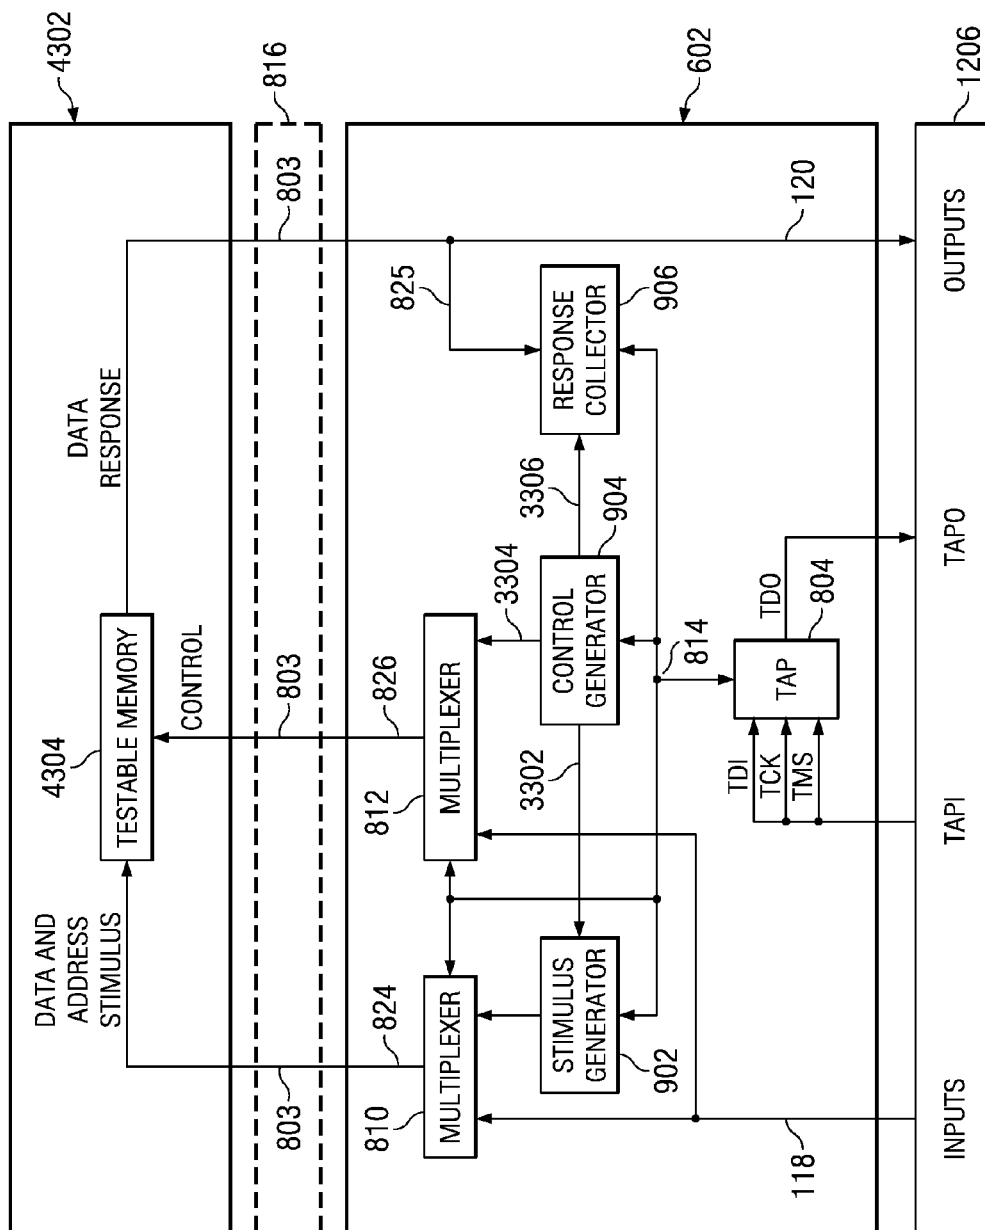 4302
816
602
1206
DATA AND
ADDRESS
STIMULUS
4304
TESTABLE MEMORY
CONTROL
DATA
RESPONSE
803
803
803
824
810
MULTIPLEXER
812
826
MULTIPLEXER
825
120
902
STIMULUS
GENERATOR
3302
3304
CONTROL
GENERATOR
904
3306
RESPONSE
COLLECTOR
906
814
TDI
TCK
TMS
TAP
804
TDO
118
INPUTS
TAPI
TAPO
OUTPUTS